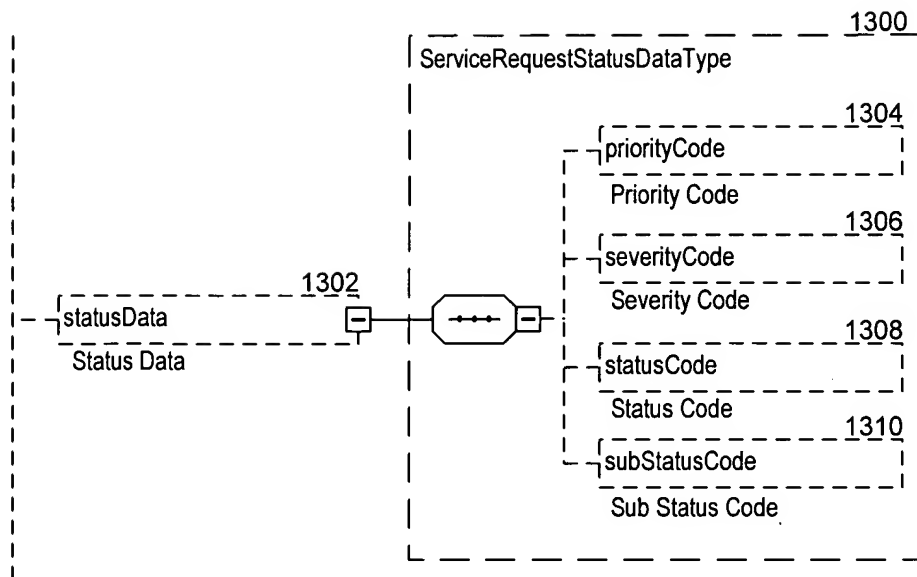 1300
ServiceRequestStatusDataType
1304
priorityCode
Priority Code
1306
severityCode
Severity Code
1302
statusData
Status Data
1308
statusCode
Status Code
1310
subStatusCode
Sub Status Code